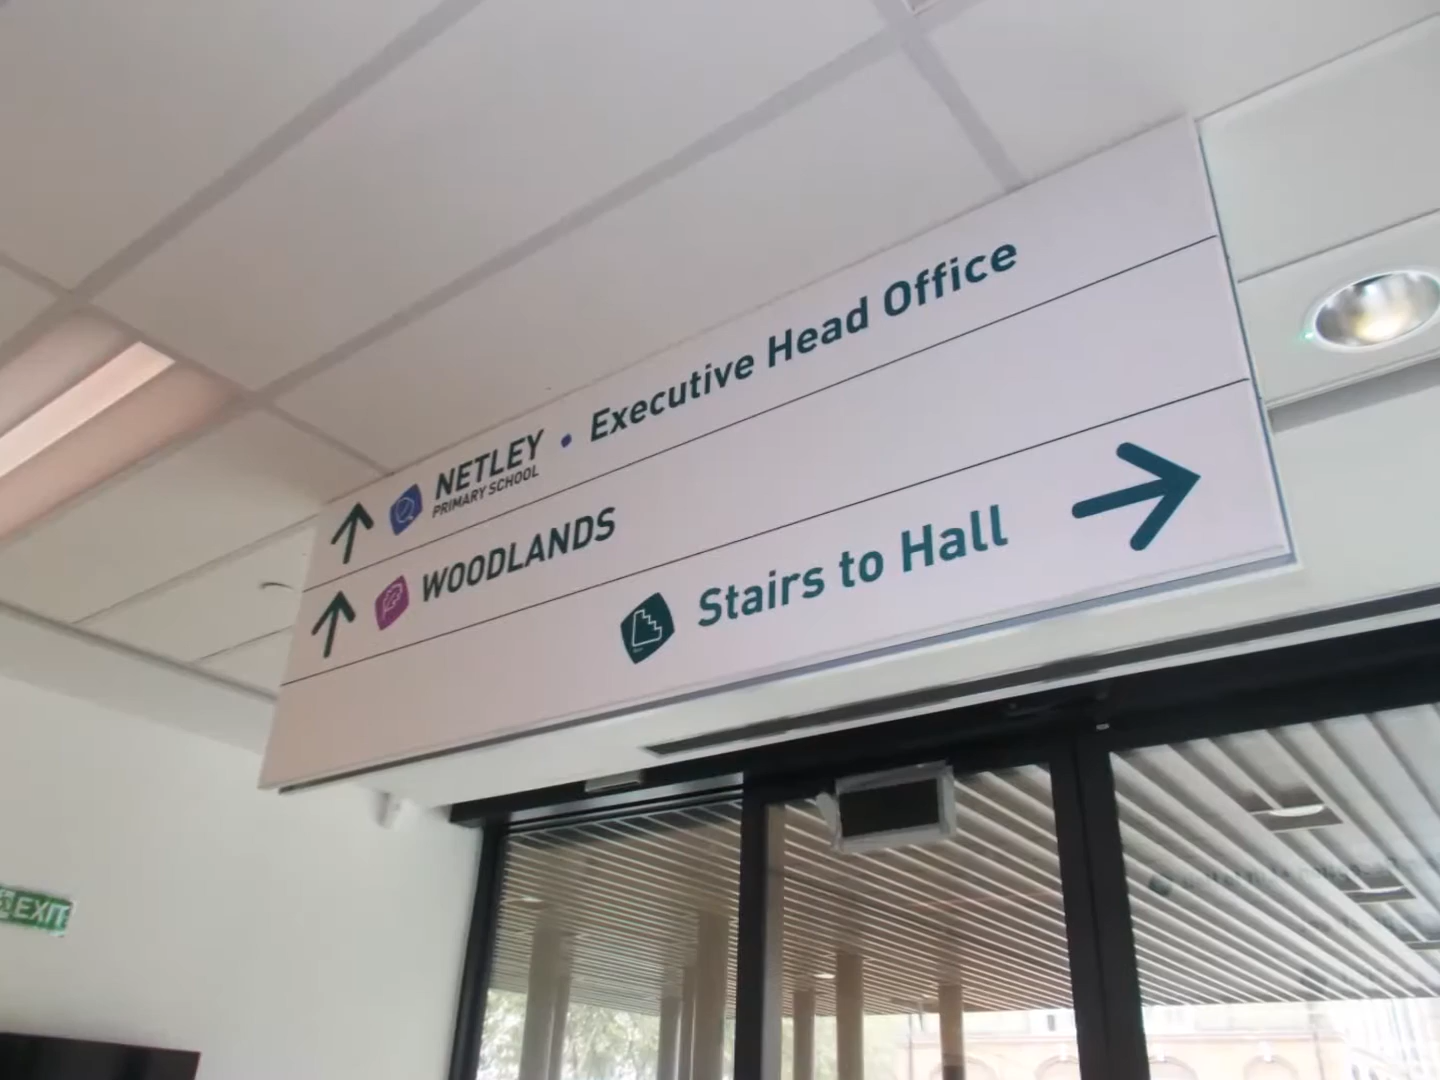 NETLEY • Executive Head Office
PRIMARY SCHOOL
WOODLANDS
Stairs to Hall
EXIT